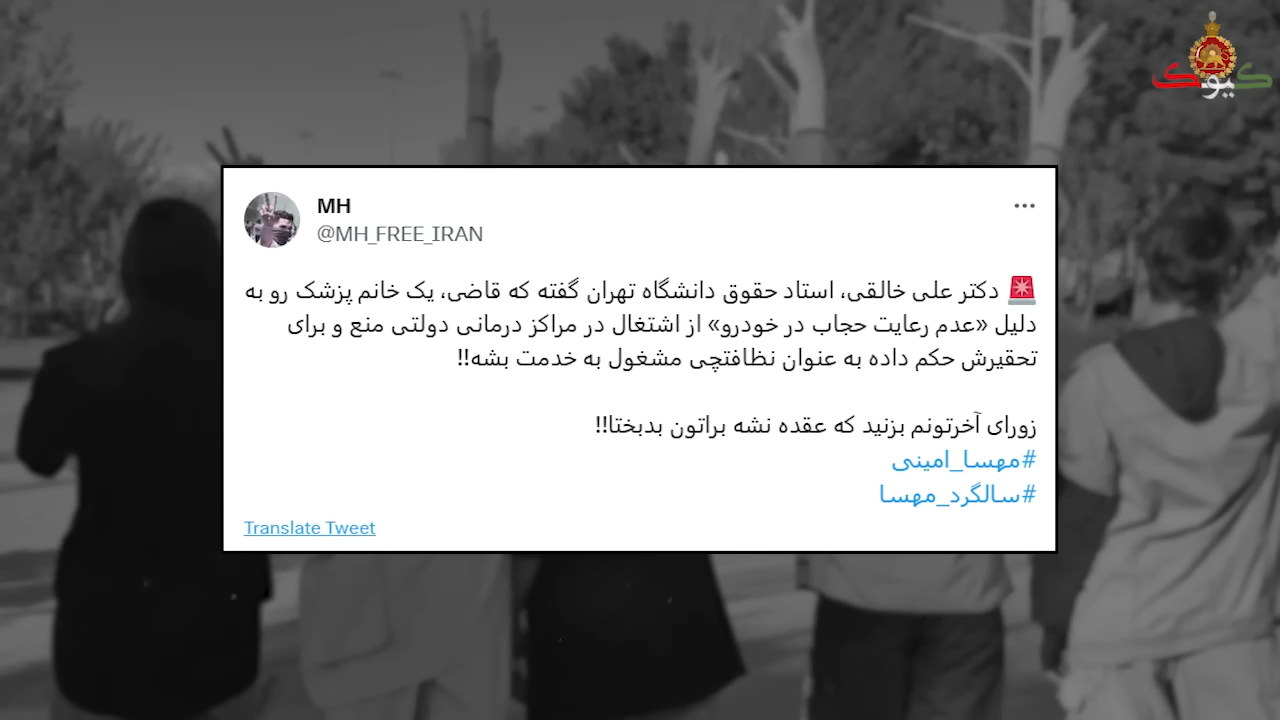 کیوک
MH
@MH_FREE_IRAN
🚨 دکتر علی خالقی، استاد حقوق دانشگاه تهران گفته که قاضی، یک خانم پزشک رو به
دلیل «عدم رعایت حجاب در خودرو» از اشتغال در مراکز درمانی دولتی منع و برای
تحقیرش حکم داده به عنوان نظافتچی مشغول به خدمت بشه!!
زورای آخرتونم بزنید که عقده نشه براتون بدبختا!!
#مهسا_امینی
#سالگرد_مهسا
Translate Tweet